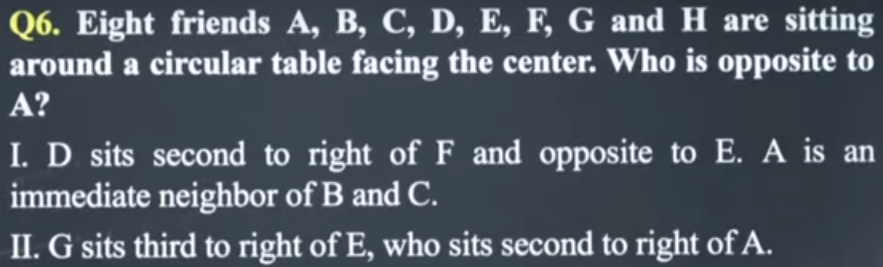 Q6. Eight friends A, B, C, D, E, F, G and H are sitting
around a circular table facing the center. Who is opposite to
A?
I. D sits second to right of F and opposite to E. A is an
immediate neighbor of B and C.
II. G sits third to right of E, who sits second to right of A.